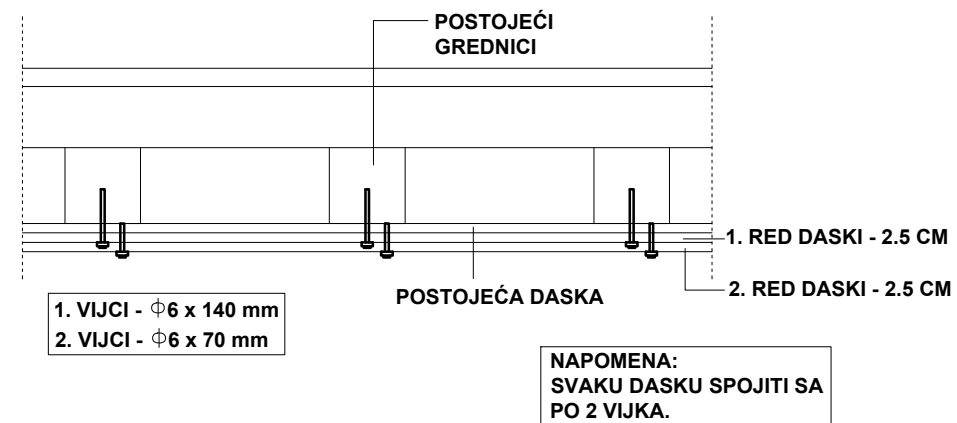 POSTOJEĆI
GREDNICI
1. RED DASKI - 2.5 CM
2. RED DASKI - 2.5 CM
POSTOJEĆA DASKA
1. VIJCI - Φ6 x 140 mm
2. VIJCI - Φ6 x 70 mm
NAPOMENA:
SVAKU DASKU SPOJITI SA
PO 2 VIJKA.